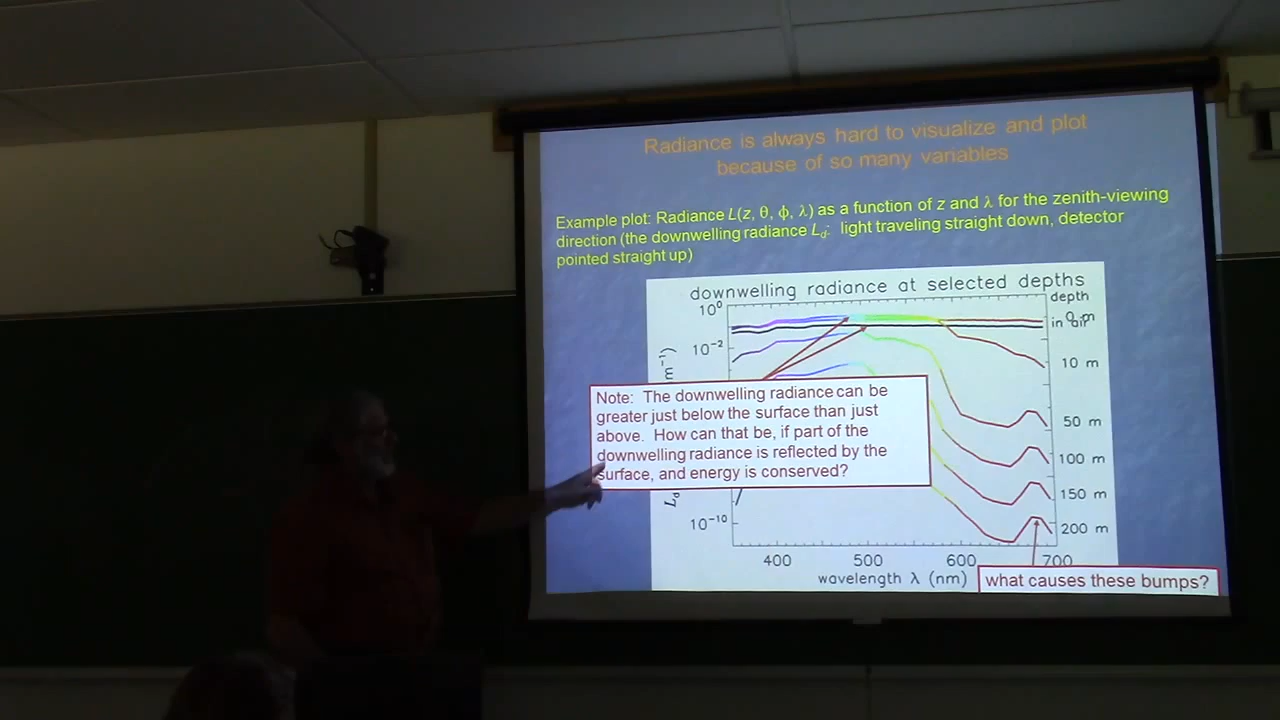 Radiance is always hard to visualize and plot
because of so many variables
Example plot: Radiance L(z, θ, ϕ, λ) as a function of z and λ for the zenith-viewing
direction (the downwelling radiance Ld: light traveling straight down, detector
pointed straight up)
downwelling radiance at selected depths
depth
10⁰
0 m
in air
10⁻²
10 m
m⁻¹)
Note: The downwelling radiance can be
greater just below the surface than just
above. How can that be, if part of the
downwelling radiance is reflected by the
surface, and energy is conserved?
50 m
100 m
150 m
Ld
10⁻¹⁰
200 m
400 500 600 700
wavelength λ (nm)
what causes these bumps?